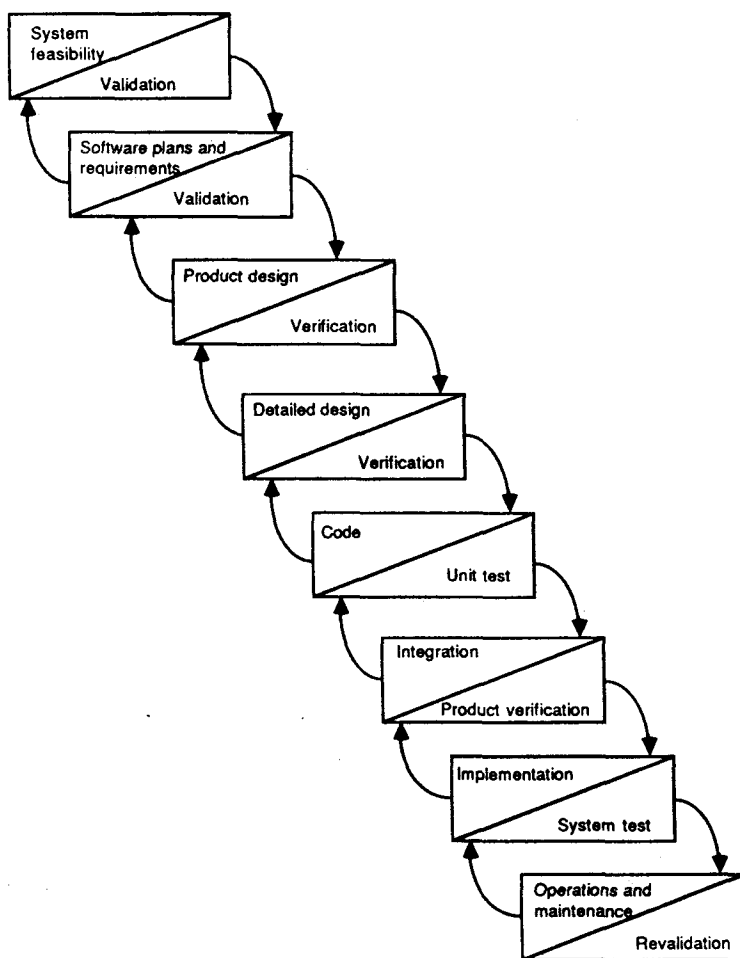 System
feasibility
Validation
Software plans and
requirements
Validation
Product design
Verification
Detailed design
Verification
Code
Unit test
Integration
Product verification
Implementation
System test
Operations and
maintenance
Revalidation